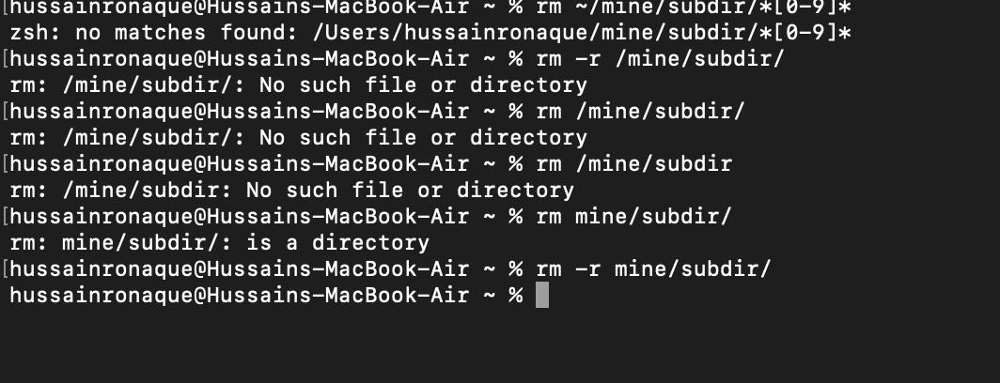 [hussainronaque@Hussains-MacBook-Air ~ % rm ~/mine/subdir/*[0-9]*
zsh: no matches found: /Users/hussainronaque/mine/subdir/*[0-9]*
[hussainronaque@Hussains-MacBook-Air ~ % rm -r /mine/subdir/
rm: /mine/subdir/: No such file or directory
[hussainronaque@Hussains-MacBook-Air ~ % rm /mine/subdir/
rm: /mine/subdir/: No such file or directory
[hussainronaque@Hussains-MacBook-Air ~ % rm /mine/subdir
rm: /mine/subdir: No such file or directory
[hussainronaque@Hussains-MacBook-Air ~ % rm mine/subdir/
rm: mine/subdir/: is a directory
[hussainronaque@Hussains-MacBook-Air ~ % rm -r mine/subdir/
hussainronaque@Hussains-MacBook-Air ~ %